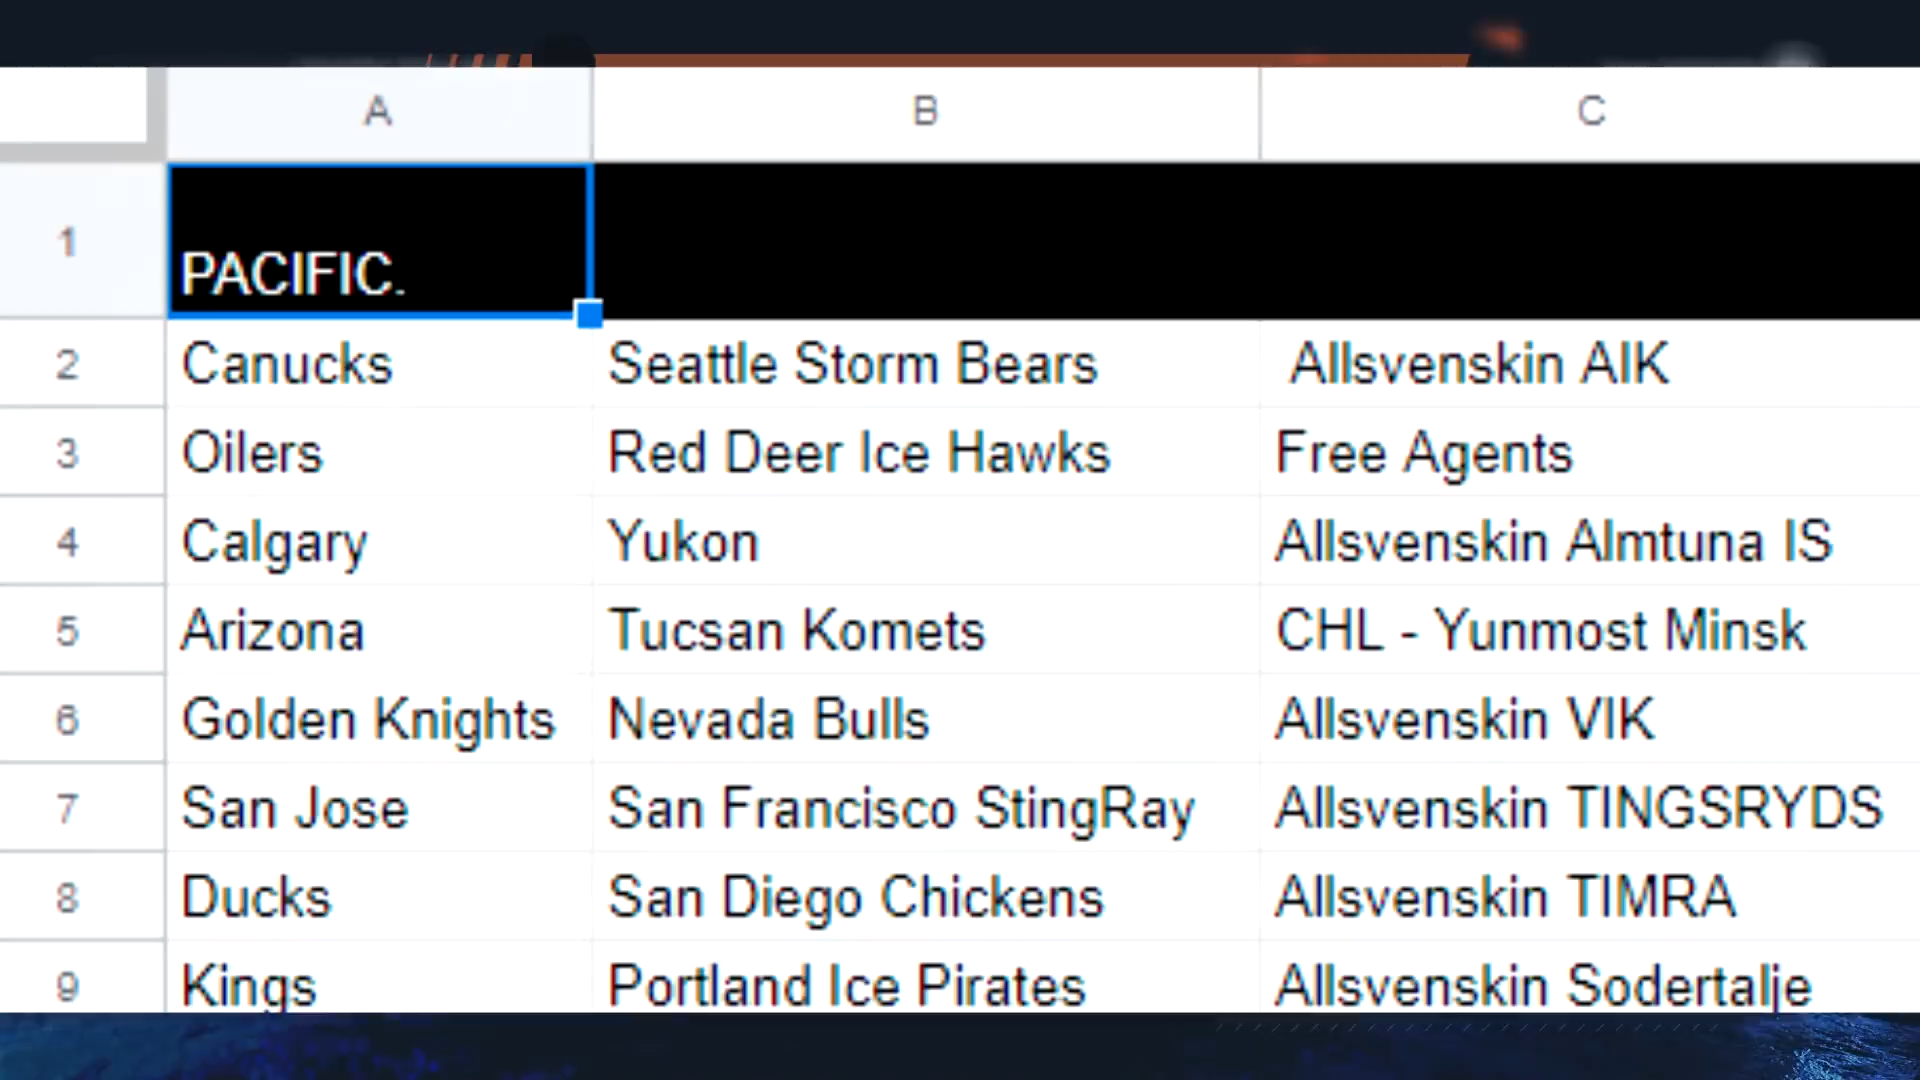 A B C
1 PACIFIC.
2 Canucks Seattle Storm Bears Allsvenskin AIK
3 Oilers Red Deer Ice Hawks Free Agents
4 Calgary Yukon Allsvenskin Almtuna IS
5 Arizona Tucsan Komets CHL - Yunmost Minsk
6 Golden Knights Nevada Bulls Allsvenskin VIK
7 San Jose San Francisco StingRay Allsvenskin TINGSRYDS
8 Ducks San Diego Chickens Allsvenskin TIMRA
9 Kings Portland Ice Pirates Allsvenskin Sodertalje